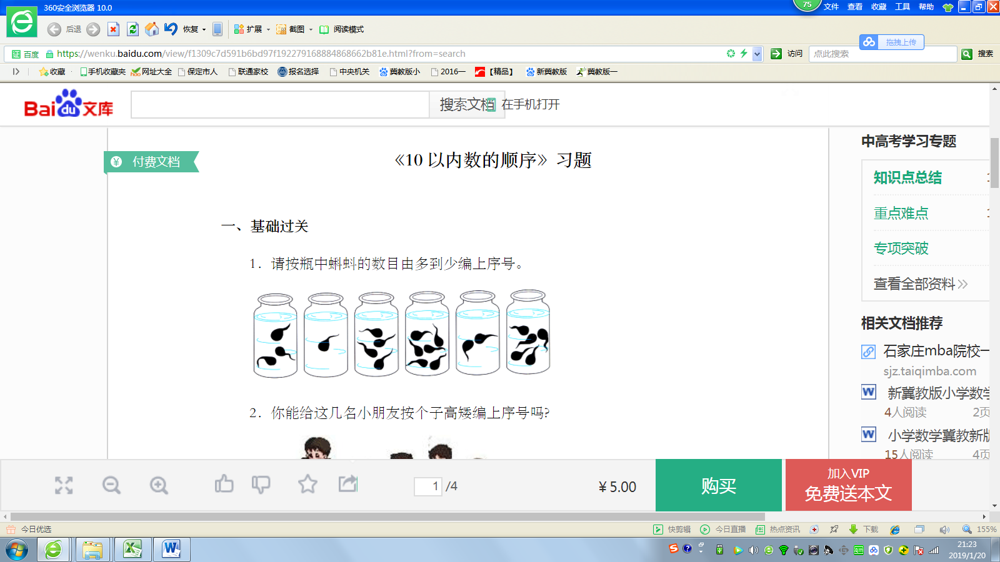 360安全浏览器 10.0
75
文件 查看 收藏 工具 帮助
后退 恢复 扩展 截图 阅读模式
拖拽上传
证 百度 https://wenku.baidu.com/view/f1309c7d591b6bd97f192279168884868662b81e.html?from=search 访问 点此搜索 搜索
收藏 手机收藏夹 网址大全 保定市人 联通家校 报名选择 中央机关 冀教版小 2016一 【精品】 新冀教版 冀教版一
Bai du 文库 搜索文档 在手机打开
付费文档
《10 以内数的顺序》习题
一、基础过关
1. 请按瓶中蝌蚪的数目由多到少编上序号。
2. 你能给这几名小朋友按个子高矮编上序号吗?
中高考学习专题
知识点总结
重点难点
专项突破
查看全部资料
相关文档推荐
石家庄mba院校一
sjz.taiqimba.com
新冀教版小学数学
4人阅读 2页
小学数学冀教新版
15人阅读 4页
1 /4
¥ 5.00
购买
加入VIP
免费送本文
今日优选 快剪辑 今日直播 热点资讯 下载 155%
21:23
2019/1/20